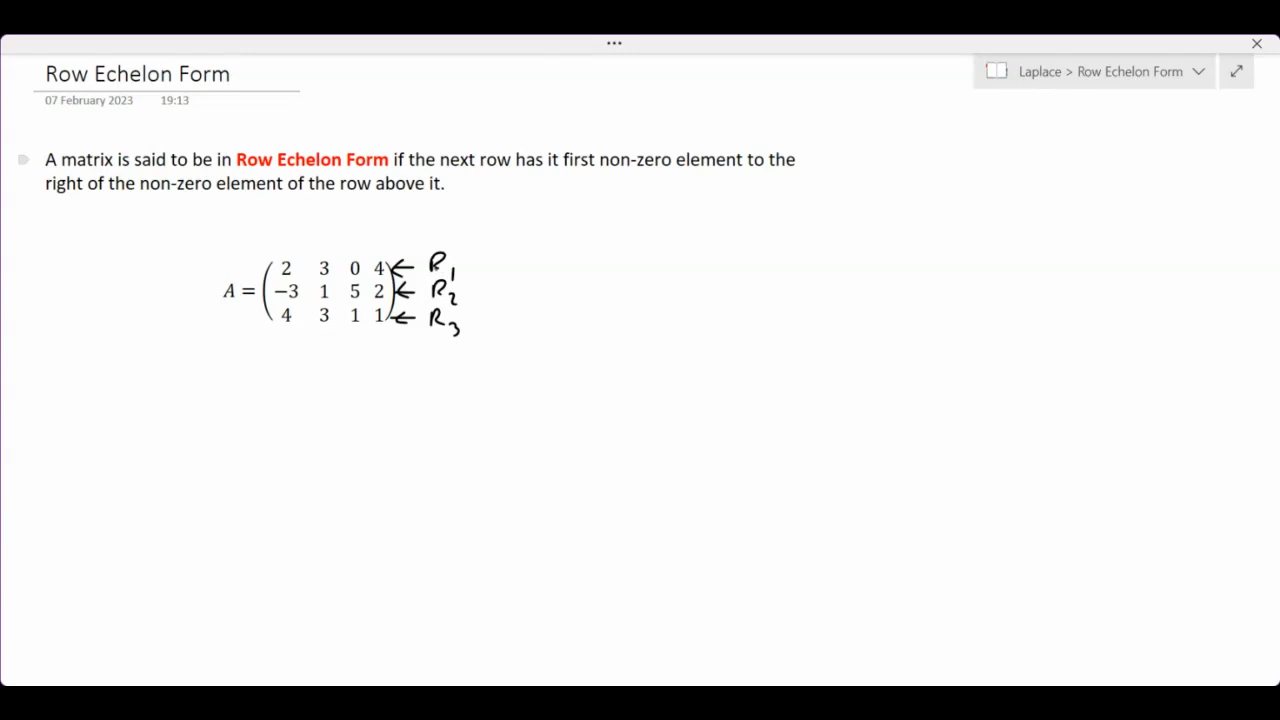 Row Echelon Form
07 February 2023 19:13
Laplace > Row Echelon Form
A matrix is said to be in Row Echelon Form if the next row has it first non-zero element to the
right of the non-zero element of the row above it.
2 3 0 4 ← R1
A = −3 1 5 2 ← R2
4 3 1 1 ← R3